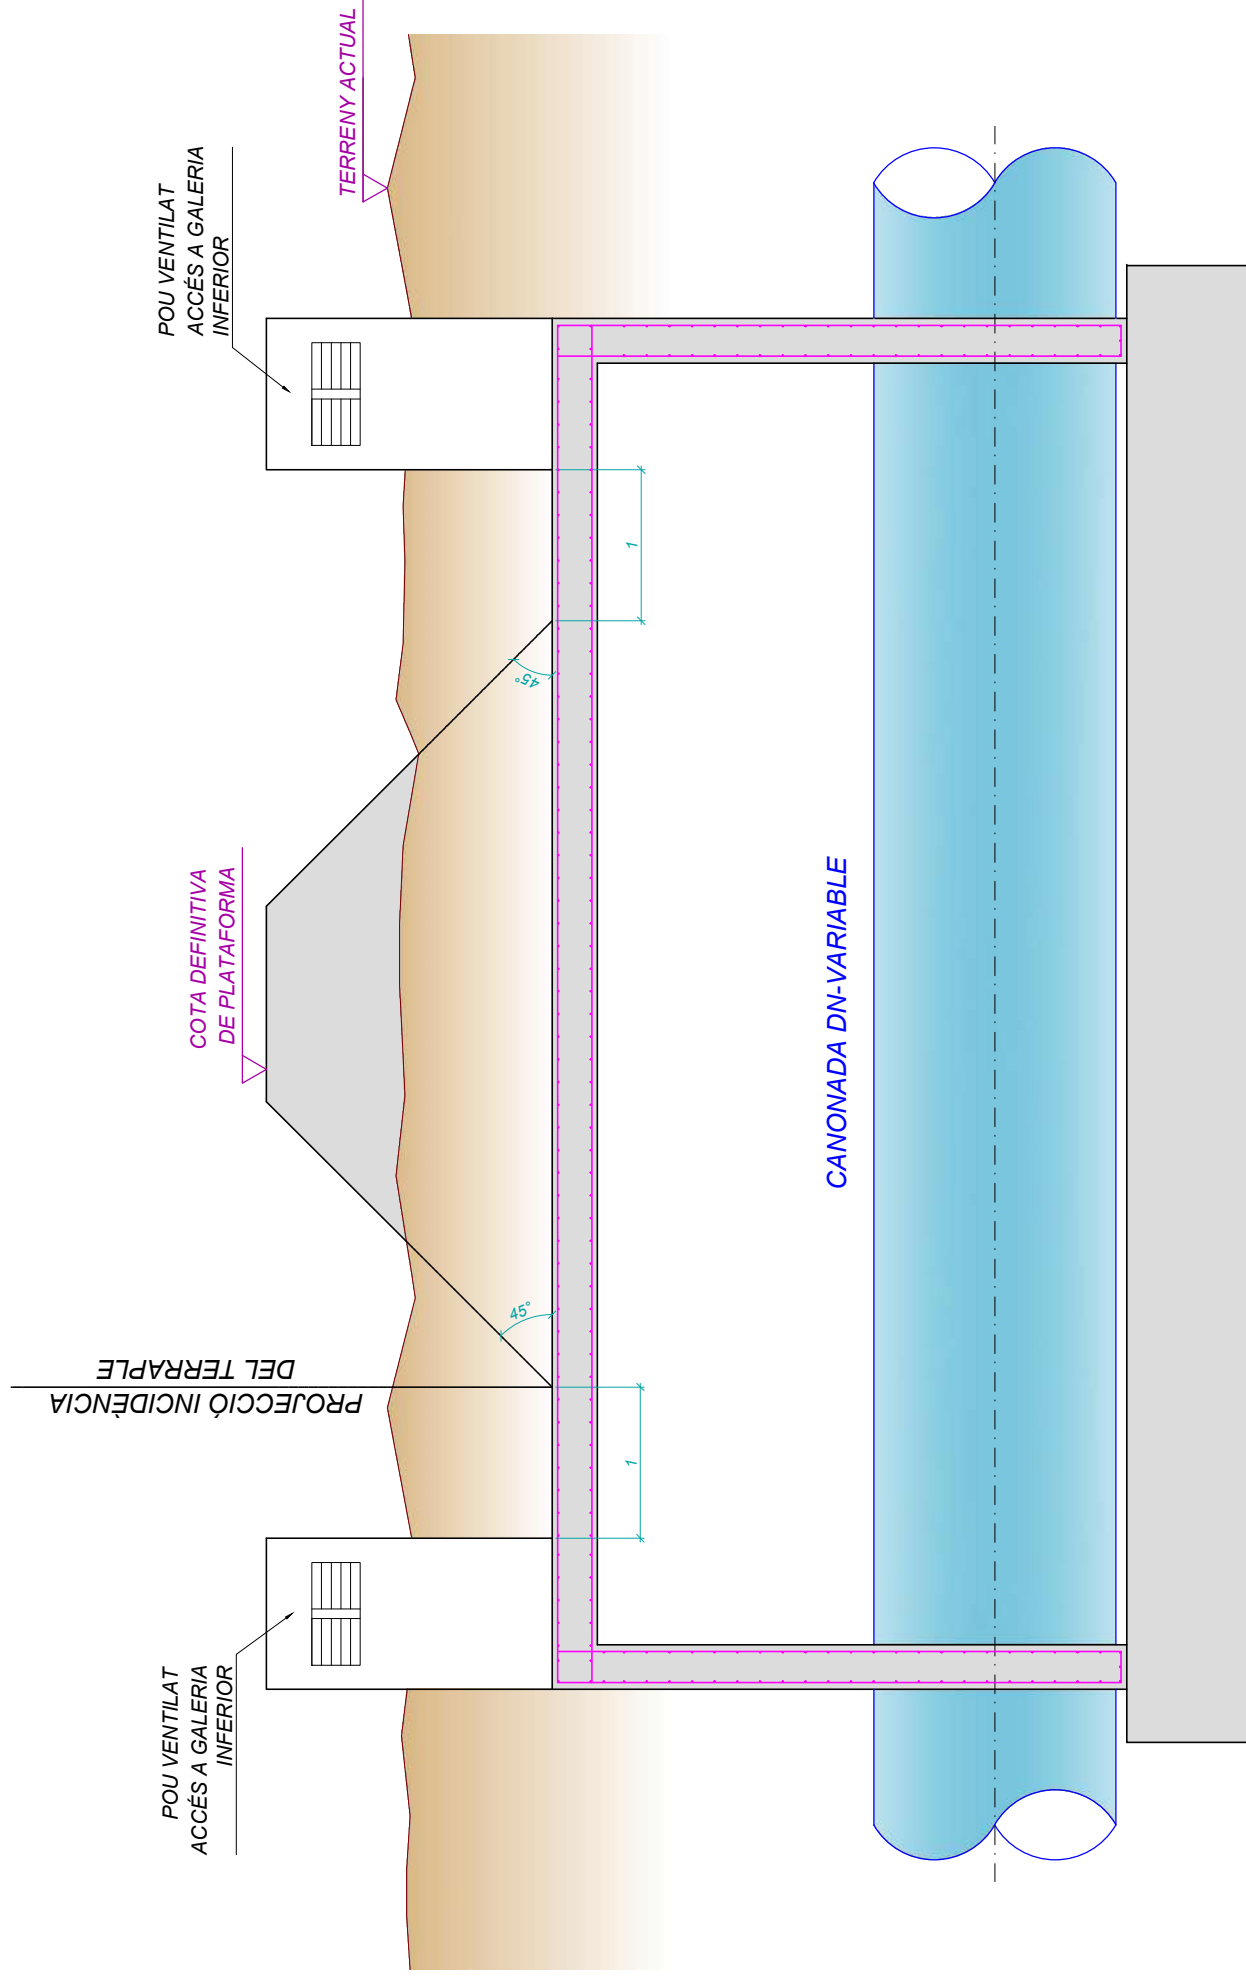 POU VENTILAT
ACCÉS A GALERIA
INFERIOR
PROJECCIÓ INCIDÈNCIA
DEL TERRAPLE
COTA DEFINITIVA
DE PLATAFORMA
POU VENTILAT
ACCÉS A GALERIA
INFERIOR
TERRENY ACTUAL
45°
45°
1
1
CANONADA DN-VARIABLE